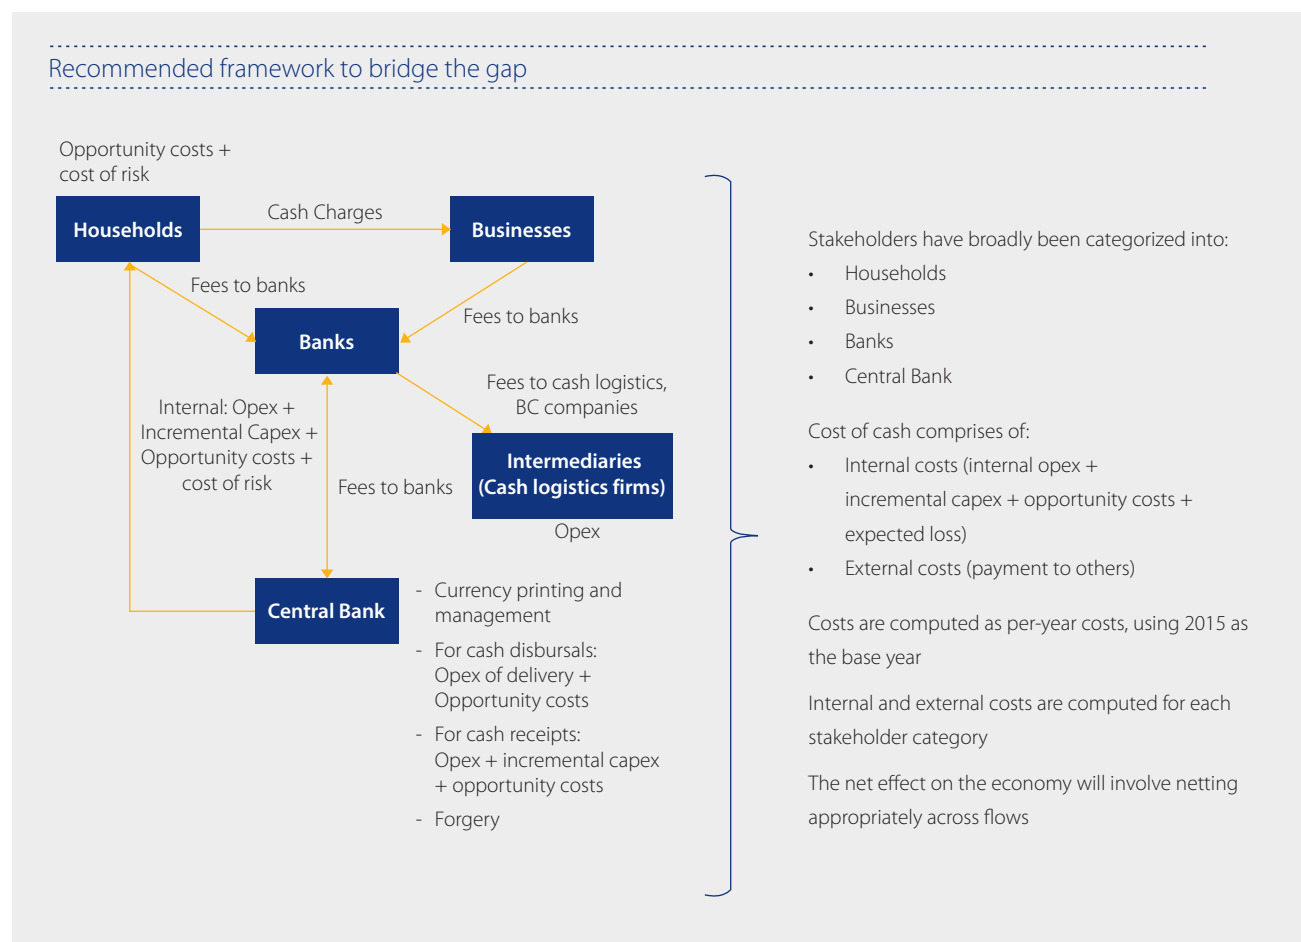 Recommended framework to bridge the gap
Opportunity costs +
cost of risk
Households
Cash Charges
Businesses
Fees to banks
Fees to banks
Banks
Fees to cash logistics,
BC companies
Internal: Opex +
Incremental Capex +
Opportunity costs +
cost of risk
Fees to banks
Intermediaries
(Cash logistics firms)
Opex
Central Bank
- Currency printing and
management
- For cash disbursals:
Opex of delivery +
Opportunity costs
- For cash receipts:
Opex + incremental capex
+ opportunity costs
- Forgery
Stakeholders have broadly been categorized into:
• Households
• Businesses
• Banks
• Central Bank
Cost of cash comprises of:
• Internal costs (internal opex +
incremental capex + opportunity costs +
expected loss)
• External costs (payment to others)
Costs are computed as per-year costs, using 2015 as
the base year
Internal and external costs are computed for each
stakeholder category
The net effect on the economy will involve netting
appropriately across flows